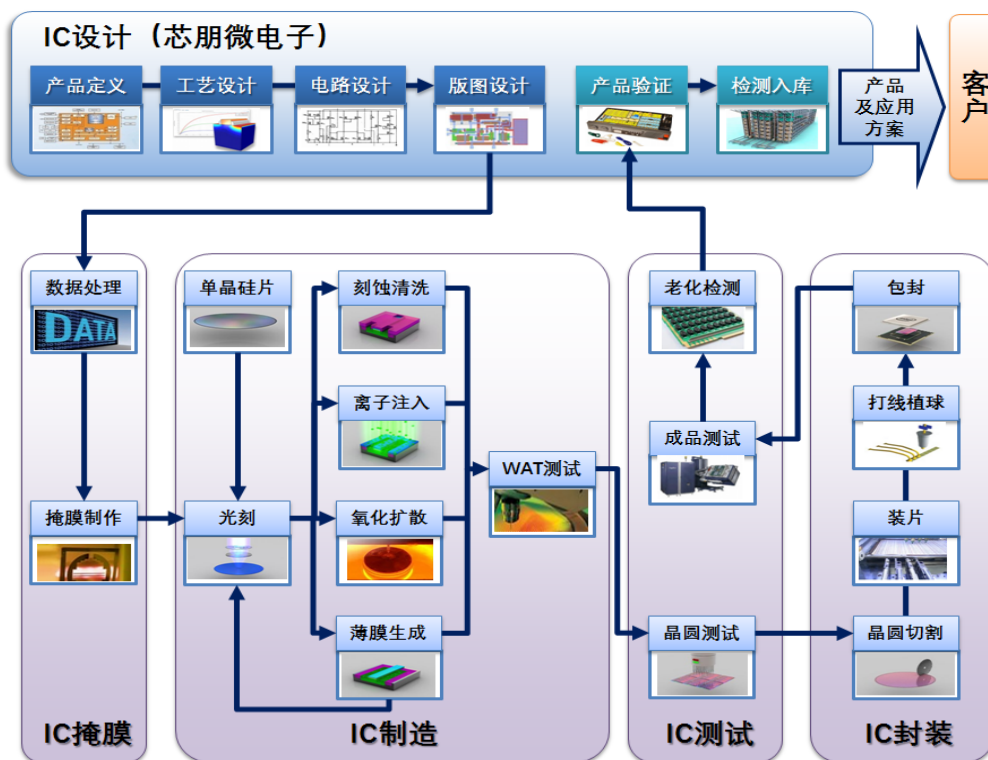 IC设计（芯朋微电子）
产品定义
工艺设计
电路设计
版图设计
产品验证
检测入库
产品
及应用
方案
客
户
数据处理
DATA
掩膜制作
IC掩膜
单晶硅片
光刻
刻蚀清洗
离子注入
氧化扩散
薄膜生成
WAT测试
IC制造
老化检测
成品测试
晶圆测试
IC测试
包封
打线植球
装片
晶圆切割
IC封装